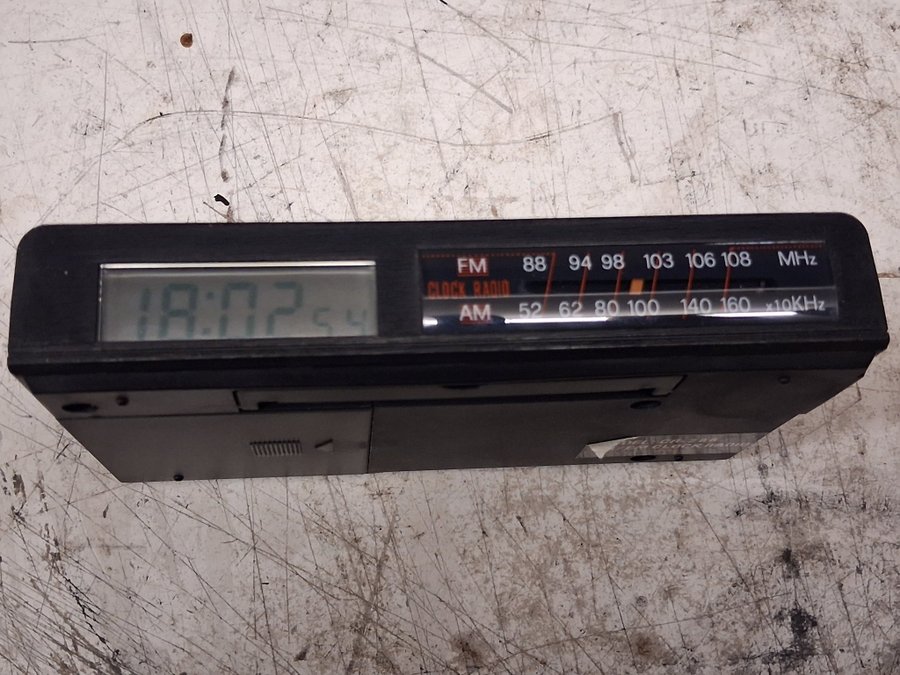 18:02 54
FM 88 94 98 103 106 108 MHz
CLOCK RADIO
AM 52 62 80 100 140 160 x10KHz